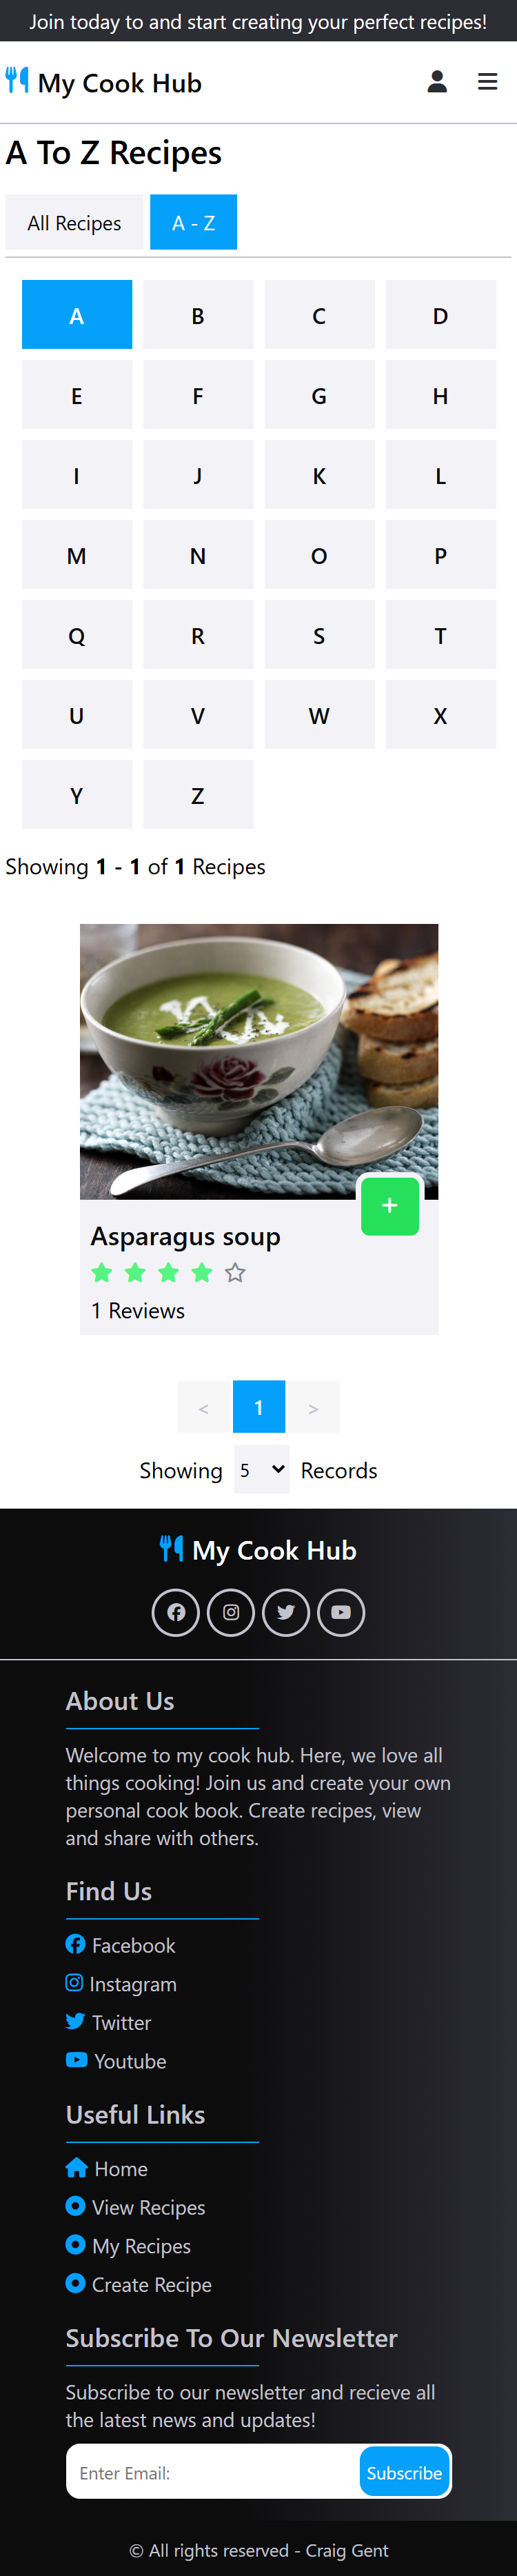 Join today to and start creating your perfect recipes!
My Cook Hub
A To Z Recipes
All Recipes
A - Z
A B C D
E F G H
I J K L
M N O P
Q R S T
U V W X
Y Z
Showing 1 - 1 of 1 Recipes
+
Asparagus soup
1 Reviews
< 1 >
Showing 5 Records
My Cook Hub
About Us
Welcome to my cook hub. Here, we love all
things cooking! Join us and create your own
personal cook book. Create recipes, view
and share with others.
Find Us
Facebook
Instagram
Twitter
Youtube
Useful Links
Home
View Recipes
My Recipes
Create Recipe
Subscribe To Our Newsletter
Subscribe to our newsletter and recieve all
the latest news and updates!
Enter Email:
Subscribe
© All rights reserved - Craig Gent